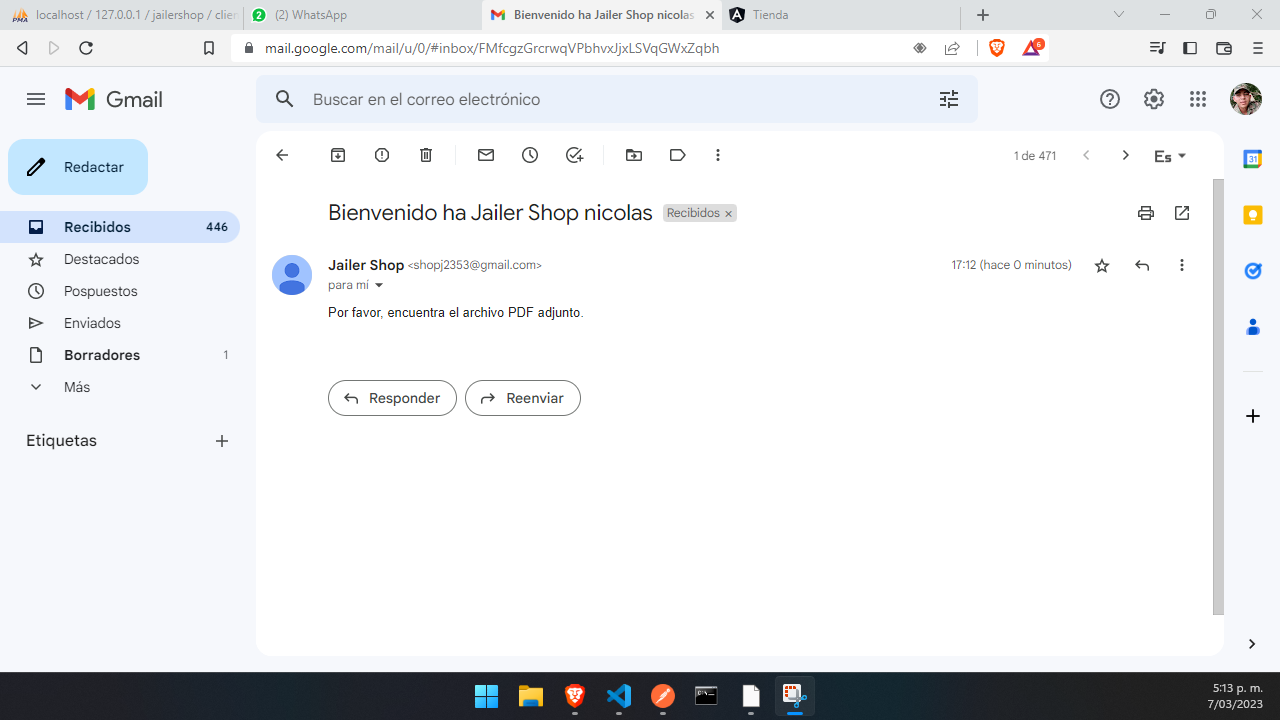 localhost / 127.0.0.1 / jailershop / clien
(2) WhatsApp
Bienvenido ha Jailer Shop nicolas
Tienda
mail.google.com/mail/u/0/#inbox/FMfcgzGrcrwqVPbhvxJjxLSVqGWxZqbh
6
Gmail
Buscar en el correo electrónico
Redactar
1 de 471
Es
31
Recibidos 446
Destacados
Pospuestos
Enviados
Borradores 1
Más
Etiquetas
Bienvenido ha Jailer Shop nicolas Recibidos ×
Jailer Shop <shopj2353@gmail.com> 17:12 (hace 0 minutos)
para mí
Por favor, encuentra el archivo PDF adjunto.
Responder Reenviar
5:13 p. m.
7/03/2023